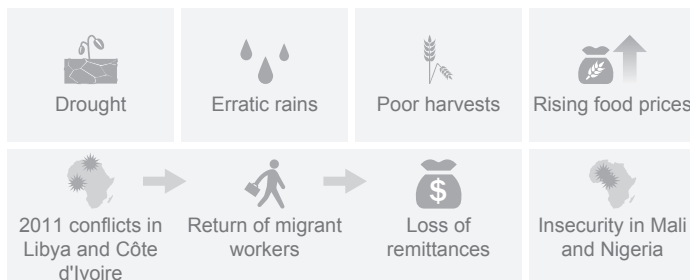 Drought
Erratic rains
Poor harvests
Rising food prices
2011 conflicts in
Libya and Côte
d'Ivoire
Return of migrant
workers
$
Loss of
remittances
Insecurity in Mali
and Nigeria